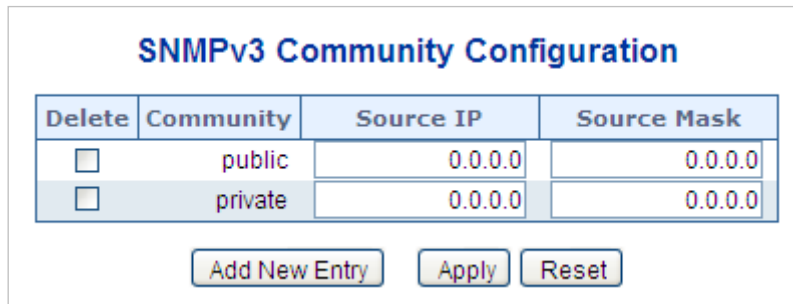 SNMPv3 Community Configuration
Delete Community Source IP Source Mask
public 0.0.0.0 0.0.0.0
private 0.0.0.0 0.0.0.0
Add New Entry Apply Reset